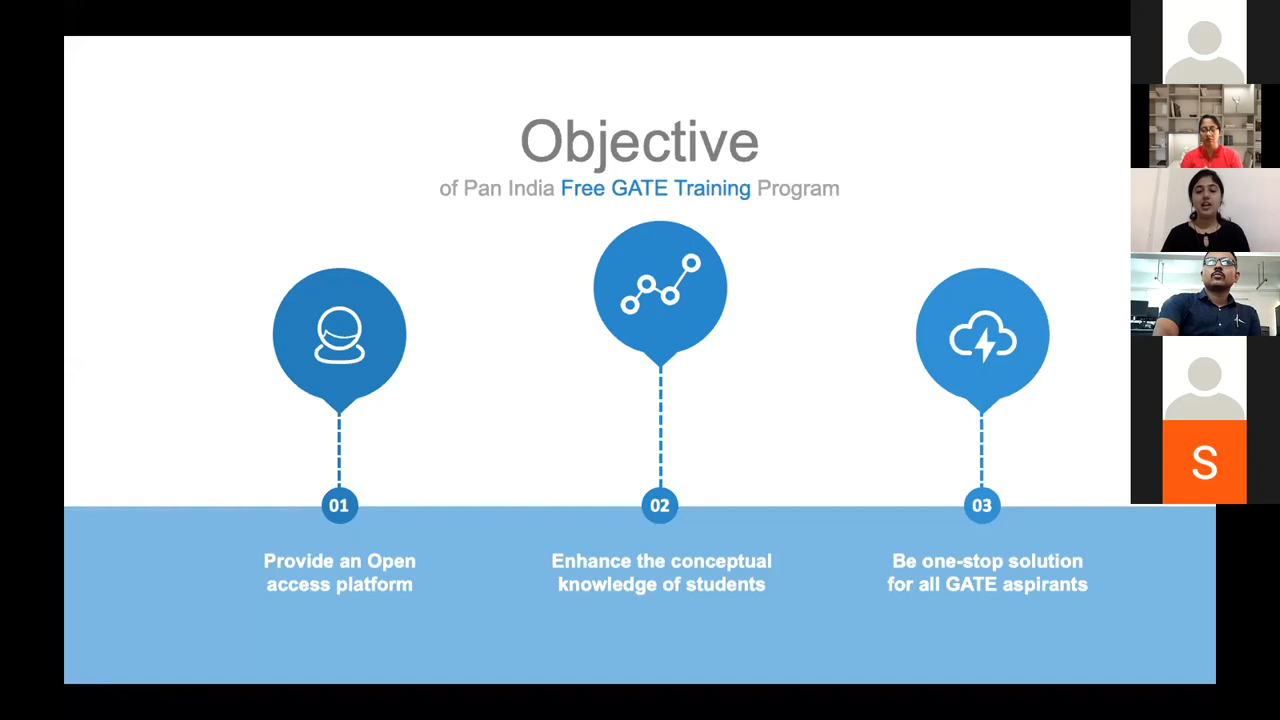 Objective
of Pan India Free GATE Training Program
01
02
03
Provide an Open
access platform
Enhance the conceptual
knowledge of students
Be one-stop solution
for all GATE aspirants
S